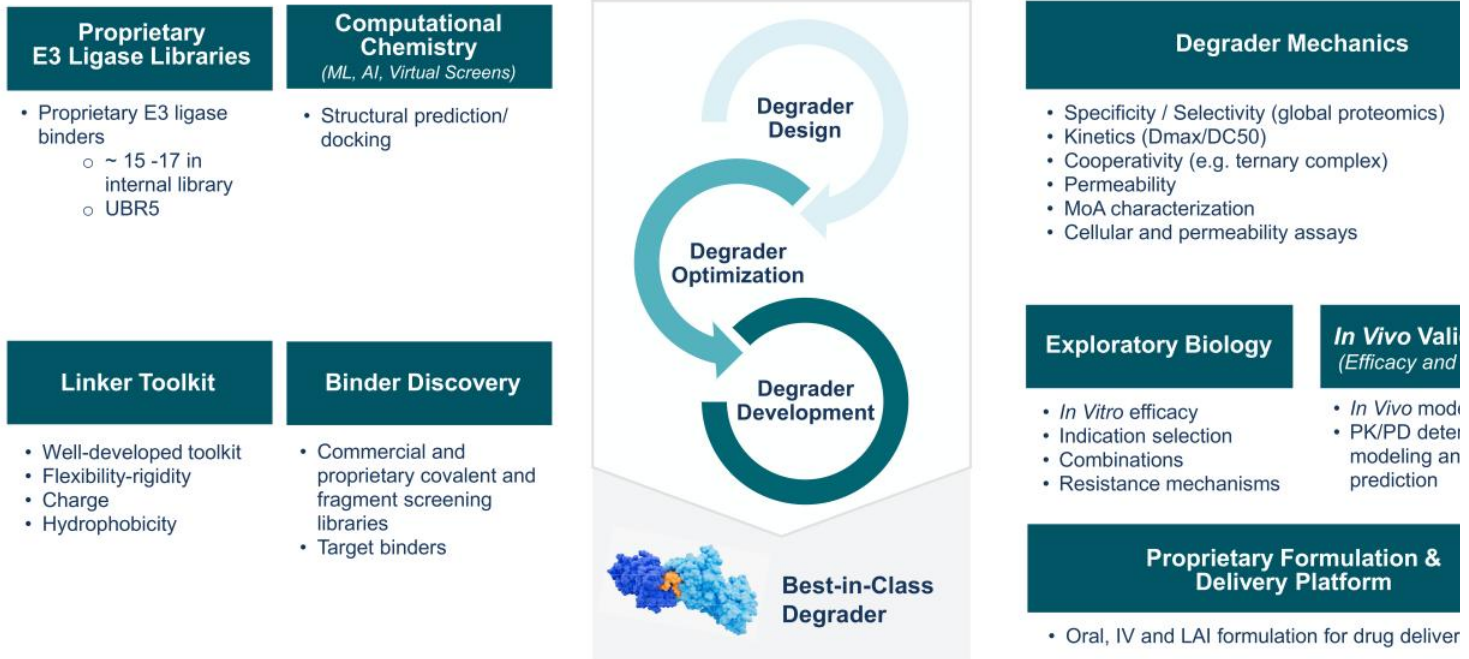 Proprietary
E3 Ligase Libraries
• Proprietary E3 ligase
binders
o ~ 15 -17 in
internal library
o UBR5
Computational
Chemistry
(ML, AI, Virtual Screens)
• Structural prediction/
docking
Linker Toolkit
• Well-developed toolkit
• Flexibility-rigidity
• Charge
• Hydrophobicity
Binder Discovery
• Commercial and
proprietary covalent and
fragment screening
libraries
• Target binders
Degrader
Design
Degrader
Optimization
Degrader
Development
Best-in-Class
Degrader
Degrader Mechanics
• Specificity / Selectivity (global proteomics)
• Kinetics (Dmax/DC50)
• Cooperativity (e.g. ternary complex)
• Permeability
• MoA characterization
• Cellular and permeability assays
Exploratory Biology
• In Vitro efficacy
• Indication selection
• Combinations
• Resistance mechanisms
In Vivo
(Efficacy and
• In Vivo
• PK/PD
modeling
prediction
Proprietary Formulation &
Delivery Platform
• Oral, IV and LAI formulation for drug